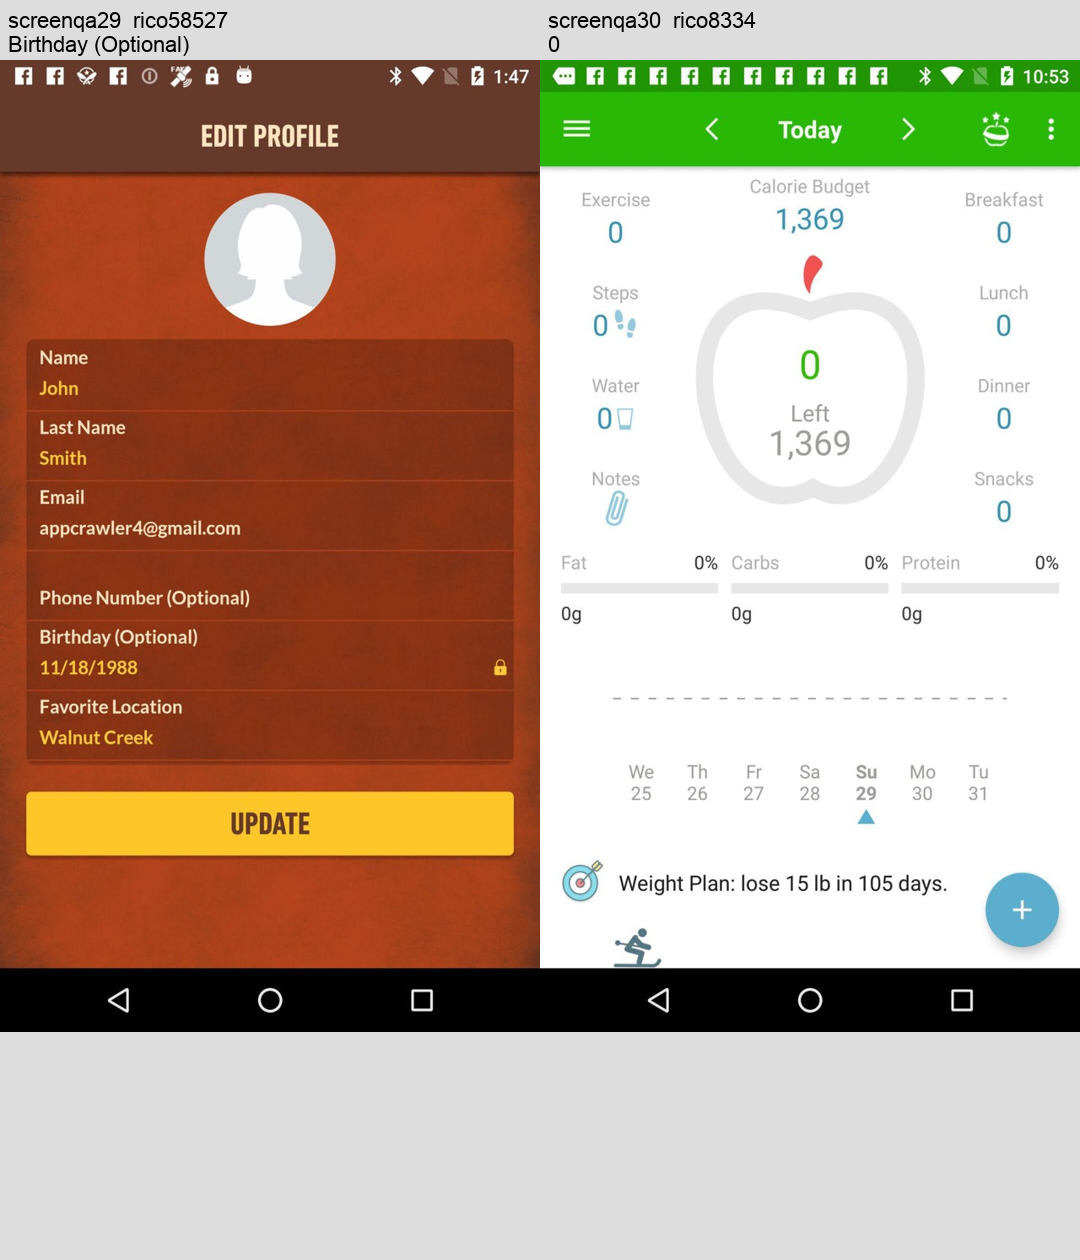 screenqa29 rico58527
Birthday (Optional)
1:47
EDIT PROFILE
Name
John
Last Name
Smith
Email
appcrawler4@gmail.com
Phone Number (Optional)
Birthday (Optional)
11/18/1988
Favorite Location
Walnut Creek
UPDATE
screenqa30 rico8334
0
10:53
Today
Exercise
0
Calorie Budget
1,369
Breakfast
0
Steps
0
Lunch
0
Water
0
0
Left
1,369
Dinner
0
Notes
Snacks
0
Fat 0%
0g
Carbs 0%
0g
Protein 0%
0g
We Th Fr Sa Su Mo Tu
25 26 27 28 29 30 31
Weight Plan: lose 15 lb in 105 days.